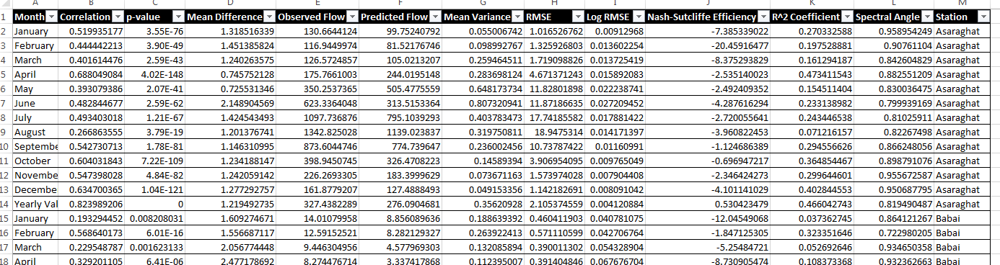 A B C D E F G H I J K L M
1 Month Correlation p-value Mean Difference Observed Flow Predicted Flow Mean Variance RMSE Log RMSE Nash-Sutcliffe Efficiency R^2 Coefficient Spectral Angle Station
2 January 0.519935177 3.55E-76 1.318516339 130.6644124 99.75240792 0.055006742 1.016526762 0.00912968 -7.385339022 0.270332588 0.958954249 Asaraghat
3 February 0.444442213 3.90E-49 1.451385824 116.9449974 81.52176746 0.098992767 1.325926803 0.013602254 -20.45916477 0.197528881 0.90761104 Asaraghat
4 March 0.401614476 2.59E-43 1.240263575 126.5724857 105.0213207 0.259464511 1.719098826 0.013725419 -8.375293829 0.161294187 0.842604829 Asaraghat
5 April 0.688049084 4.02E-148 0.745752128 175.7661003 244.0195148 0.283698124 4.671371243 0.015892083 -2.535140023 0.473411543 0.882551209 Asaraghat
6 May 0.393079386 2.07E-41 0.725531346 350.2537365 505.4775559 0.648173734 11.82801898 0.022238741 -2.492409352 0.154511404 0.830036475 Asaraghat
7 June 0.482844677 2.59E-62 2.148904569 623.3364048 313.5153364 0.807320941 11.87186635 0.027209452 -4.287616294 0.233138982 0.799939169 Asaraghat
8 July 0.493403018 1.21E-67 1.424543493 1097.736876 795.1039293 0.403783473 17.74185582 0.017881422 -2.720055641 0.243446538 0.81025911 Asaraghat
9 August 0.266863555 3.79E-19 1.201376741 1342.825028 1139.023837 0.319750811 18.9475314 0.014171397 -3.960822453 0.071216157 0.82267498 Asaraghat
10 Septembe 0.542730713 1.78E-81 1.146310995 873.6044746 774.739647 0.236002456 10.73787422 0.01160991 -1.124686389 0.294556626 0.866248056 Asaraghat
11 October 0.604031843 7.22E-109 1.234188147 398.9450745 326.4708223 0.14589394 3.906954095 0.009765049 -0.696947217 0.364854467 0.898791076 Asaraghat
12 Novembe 0.547398028 4.84E-82 1.242059142 226.2693305 183.3999629 0.073671163 1.573974028 0.007904408 -2.346424273 0.299644601 0.955672587 Asaraghat
13 Decembe 0.634700365 1.04E-121 1.277292757 161.8779207 127.4888493 0.049153356 1.142182691 0.008091042 -4.101141029 0.402844553 0.950687795 Asaraghat
14 Yearly Val 0.823989206 0 1.219492735 327.4382289 276.0904681 0.35620928 2.105374559 0.004120884 0.530423479 0.466042743 0.819490487 Asaraghat
15 January 0.193294452 0.008208031 1.609274671 14.01079958 8.856089636 0.188639392 0.460411903 0.040781075 -12.04549068 0.037362745 0.864121267 Babai
16 February 0.568640173 6.01E-16 1.556687117 12.59152521 8.282129327 0.263922413 0.571110599 0.042706764 -1.847125305 0.323351646 0.722980205 Babai
17 March 0.229548787 0.001623133 2.056774448 9.446304956 4.577969303 0.132085894 0.390011302 0.054328904 -5.25484721 0.052692646 0.934650358 Babai
18 April 0.329201105 6.41E-06 2.477178692 8.274476714 3.337417868 0.112395007 0.391404846 0.067676704 -8.730905474 0.108373368 0.932362663 Babai